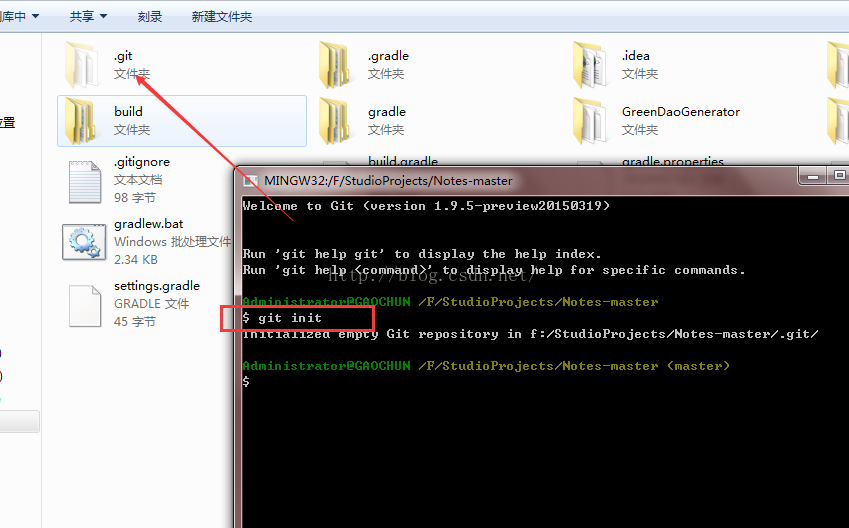 库中 共享 刻录 新建文件夹
.git
文件夹
.gradle
文件夹
.idea
文件夹
build
文件夹
gradle
文件夹
GreenDaoGenerator
文件夹
位置
.gitignore
文本文档
98 字节
build.gradle
gradle.properties
gradlew.bat
Windows 批处理文件
2.34 KB
settings.gradle
GRADLE 文件
45 字节
MINGW32:/F/StudioProjects/Notes-master
Welcome to Git (version 1.9.5-preview20150319)
Run 'git help git' to display the help index.
Run 'git help <command>' to display help for specific commands.
http://blog.csdn.net/
Administrator@GAOCHUN /F/StudioProjects/Notes-master
$ git init
Initialized empty Git repository in f:/StudioProjects/Notes-master/.git/
Administrator@GAOCHUN /F/StudioProjects/Notes-master (master)
$